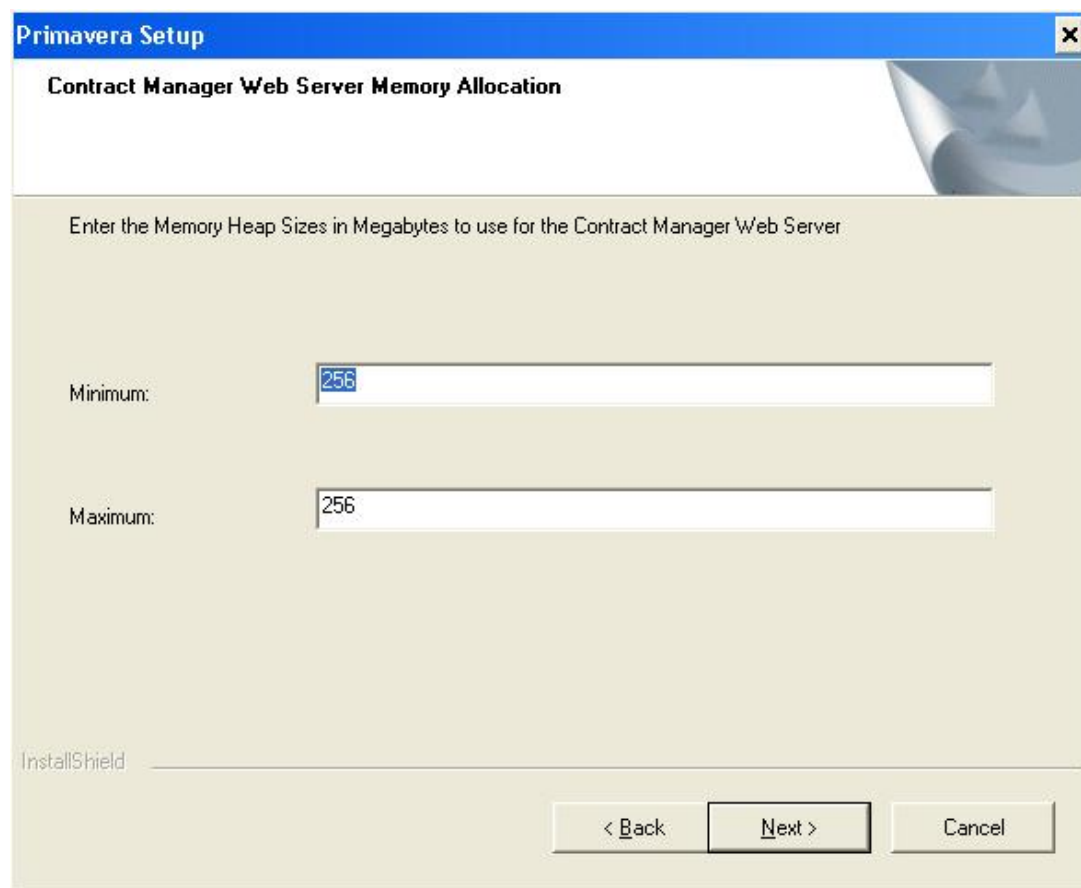 Primavera Setup
Contract Manager Web Server Memory Allocation
Enter the Memory Heap Sizes in Megabytes to use for the Contract Manager Web Server
Minimum: 256
Maximum: 256
InstallShield
< Back Next > Cancel